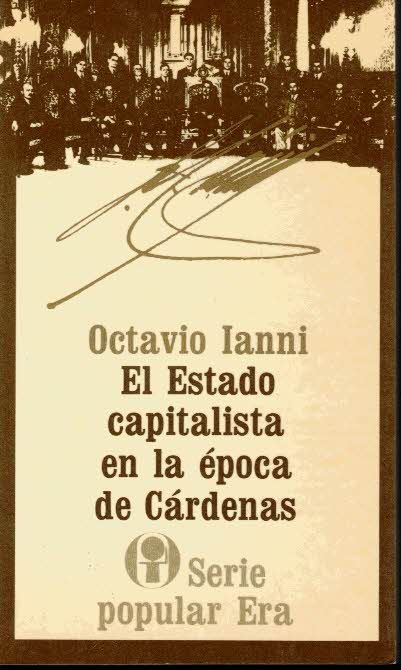 Octavio Ianni
El Estado
capitalista
en la época
de Cárdenas
Serie
popular Era